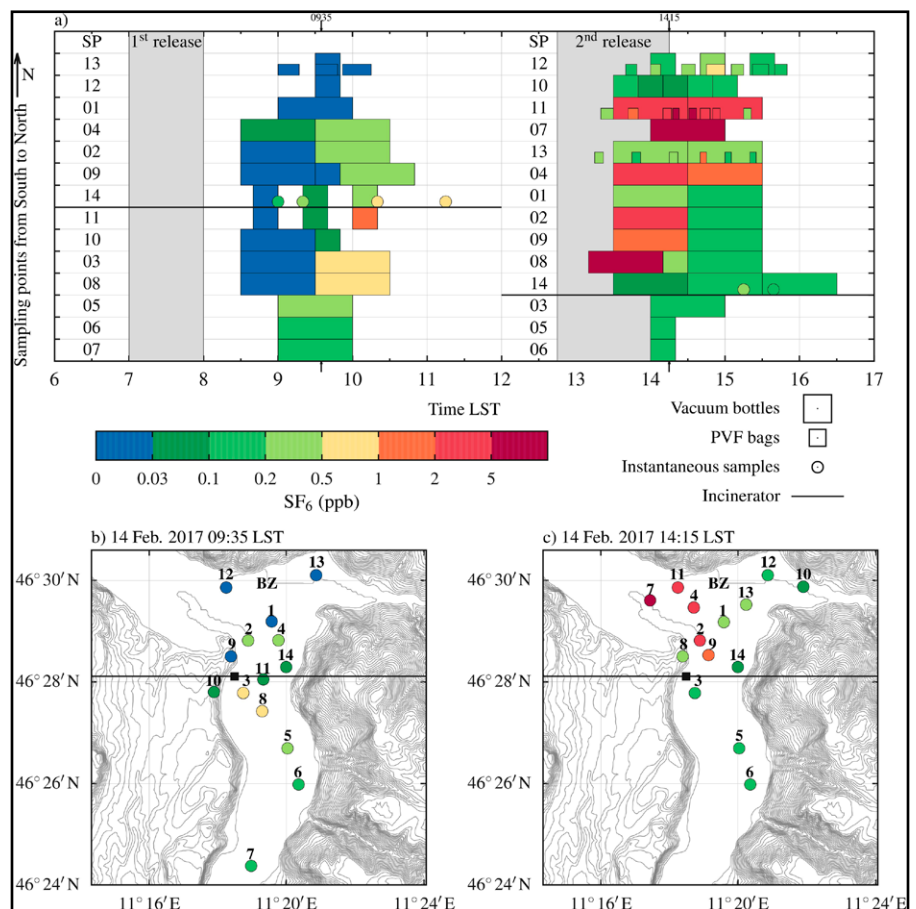 0935
1415
a)
SP
1st release
SP
2nd release
N
Sampling points from South to North
13
12
01
04
02
09
14
11
10
03
08
05
06
07
12
10
11
07
13
04
01
02
09
08
14
03
05
06
6 7 8 9 10 11 12 13 14 15 16 17
Time LST
Vacuum bottles
PVF bags
Instantaneous samples
Incinerator
0 0.03 0.1 0.2 0.5 1 2 5
SF6 (ppb)
b) 14 Feb. 2017 09:35 LST
c) 14 Feb. 2017 14:15 LST
46°30′N
46°28′N
46°26′N
46°24′N
12
BZ
13
1
2
4
9
14
11
10
3
8
5
6
7
11°16′E 11°20′E 11°24′E
46°30′N
46°28′N
46°26′N
46°24′N
12
BZ
11
10
7
4
13
1
2
8
9
14
3
5
6
11°16′E 11°20′E 11°24′E